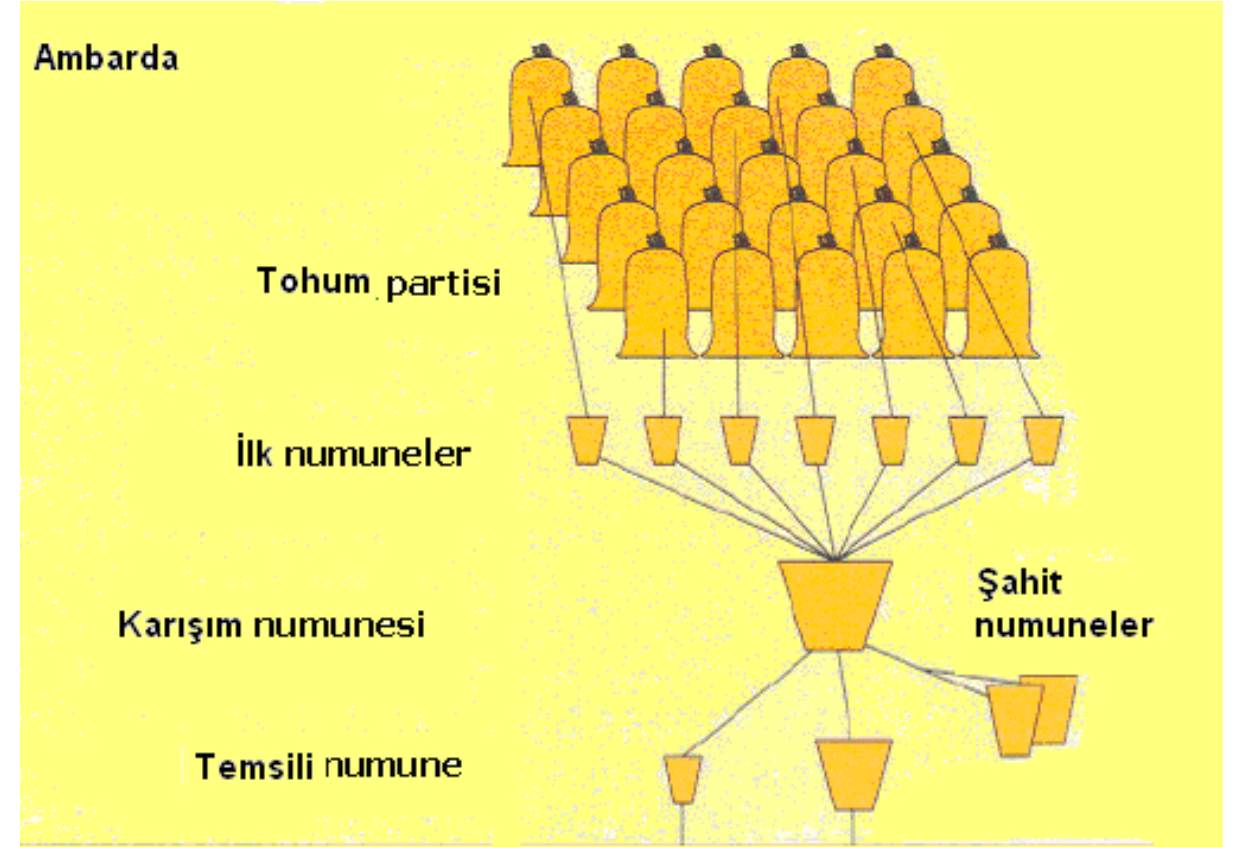 Ambarda
Tohum partisi
İlk numuneler
Şahit
numuneler
Karışım numunesi
Temsili numune